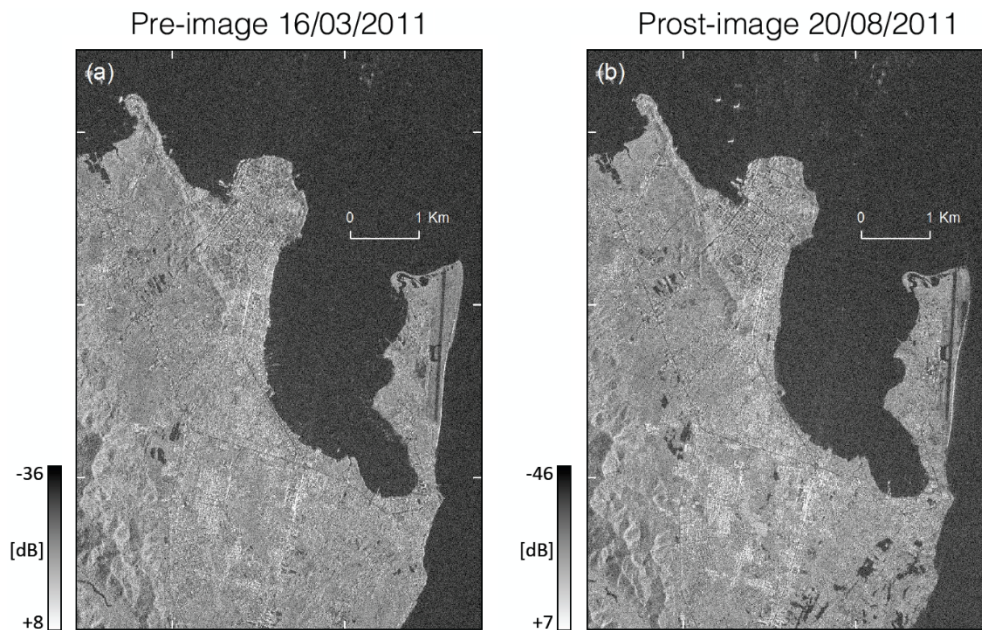 Pre-image 16/03/2011
Prost-image 20/08/2011
(a)
(b)
0 1 Km
0 1 Km
-36
[dB]
+8
-46
[dB]
+7